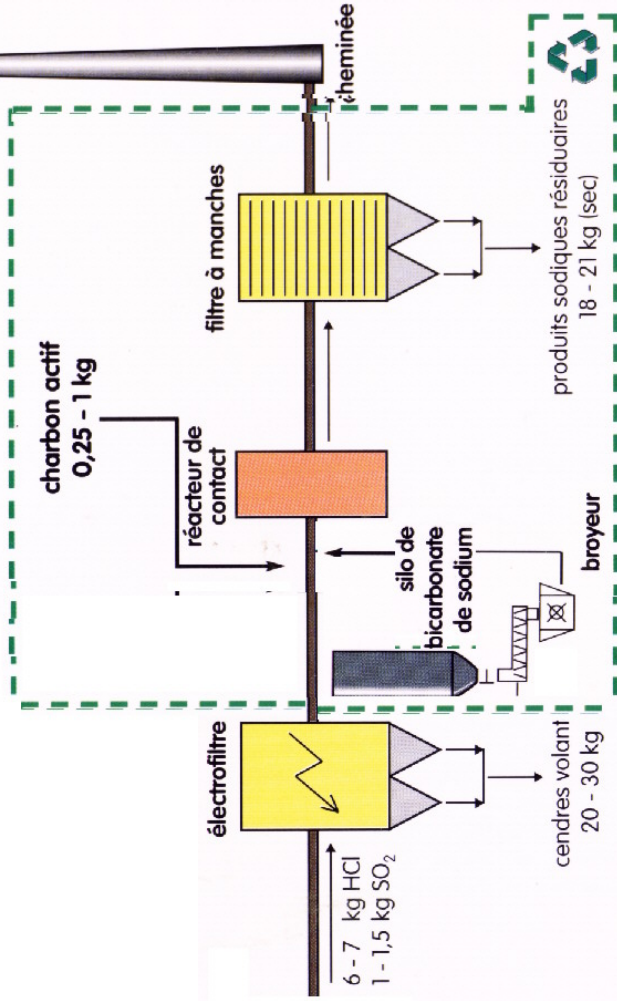 6 - 7 kg HCl
1 - 1,5 kg SO₂
électrofiltre
cendres volant
20 - 30 kg
charbon actif
0,25 - 1 kg
réacteur de
contact
silo de
bicarbonate
de sodium
broyeur
filtre à manches
produits sodiques résiduaires
18 - 21 kg (sec)
cheminée